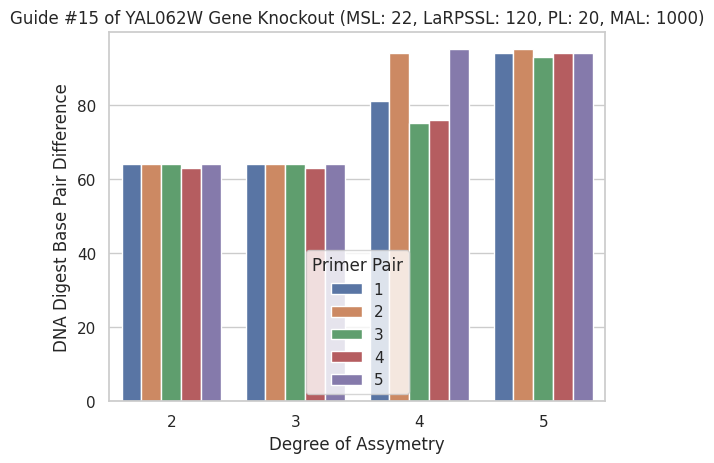 Guide #15 of YAL062W Gene Knockout (MSL: 22, LaRPSSL: 120, PL: 20, MAL: 1000)
DNA Digest Base Pair Difference
80
60
40
20
0
Primer Pair
1
2
3
4
5
2 3 4 5
Degree of Assymetry